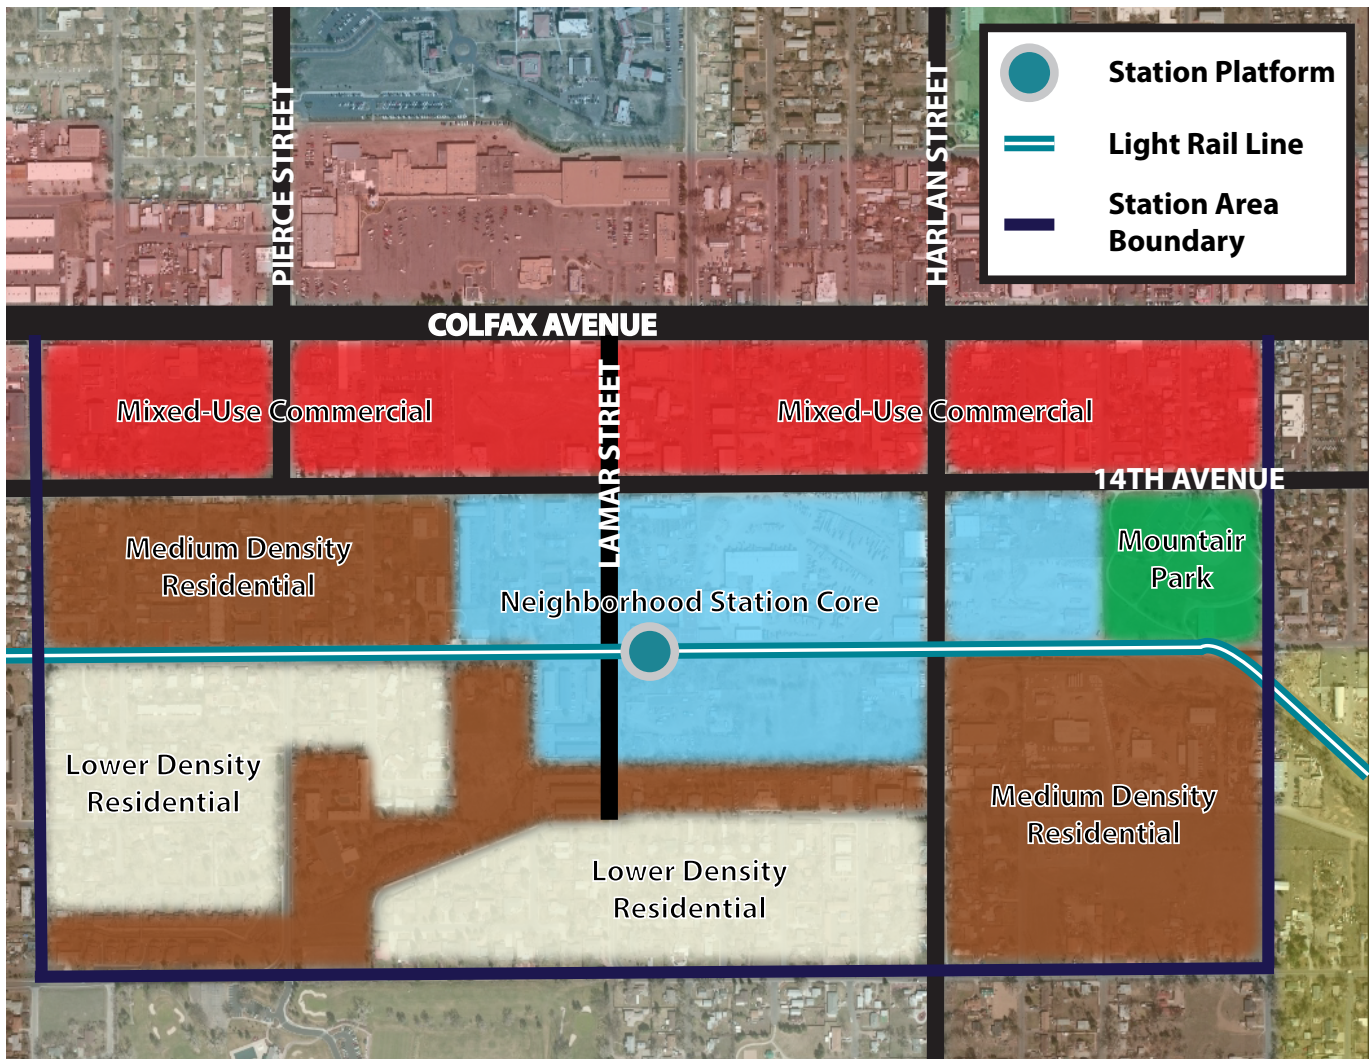 PIERCE STREET
HARLAN STREET
Station Platform
Light Rail Line
Station Area
Boundary
COLFAX AVENUE
LAMAR STREET
Mixed-Use Commercial
Mixed-Use Commercial
14TH AVENUE
Medium Density
Residential
Mountair
Park
Neighborhood Station Core
Lower Density
Residential
Medium Density
Residential
Lower Density
Residential